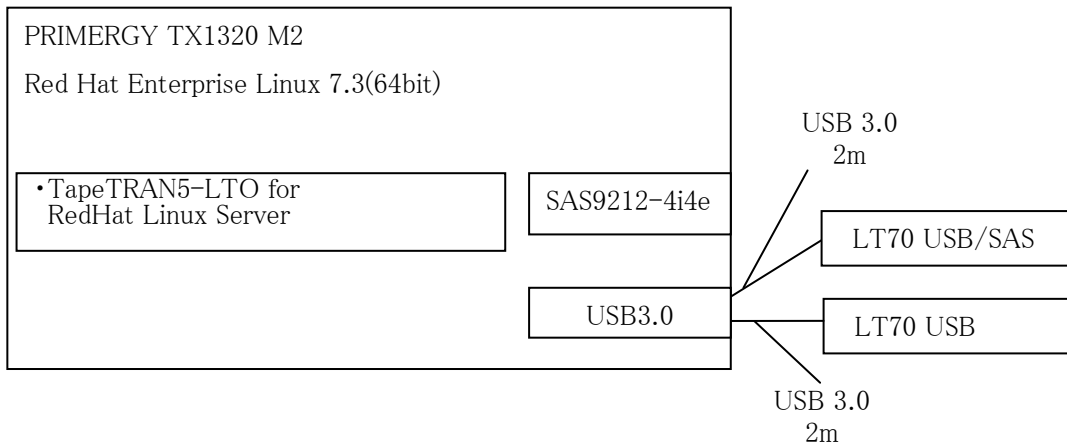 PRIMERGY TX1320 M2
Red Hat Enterprise Linux 7.3(64bit)
USB 3.0
2m
・TapeTRAN5-LTO for
RedHat Linux Server
SAS9212-4i4e
LT70 USB/SAS
USB3.0
LT70 USB
USB 3.0
2m